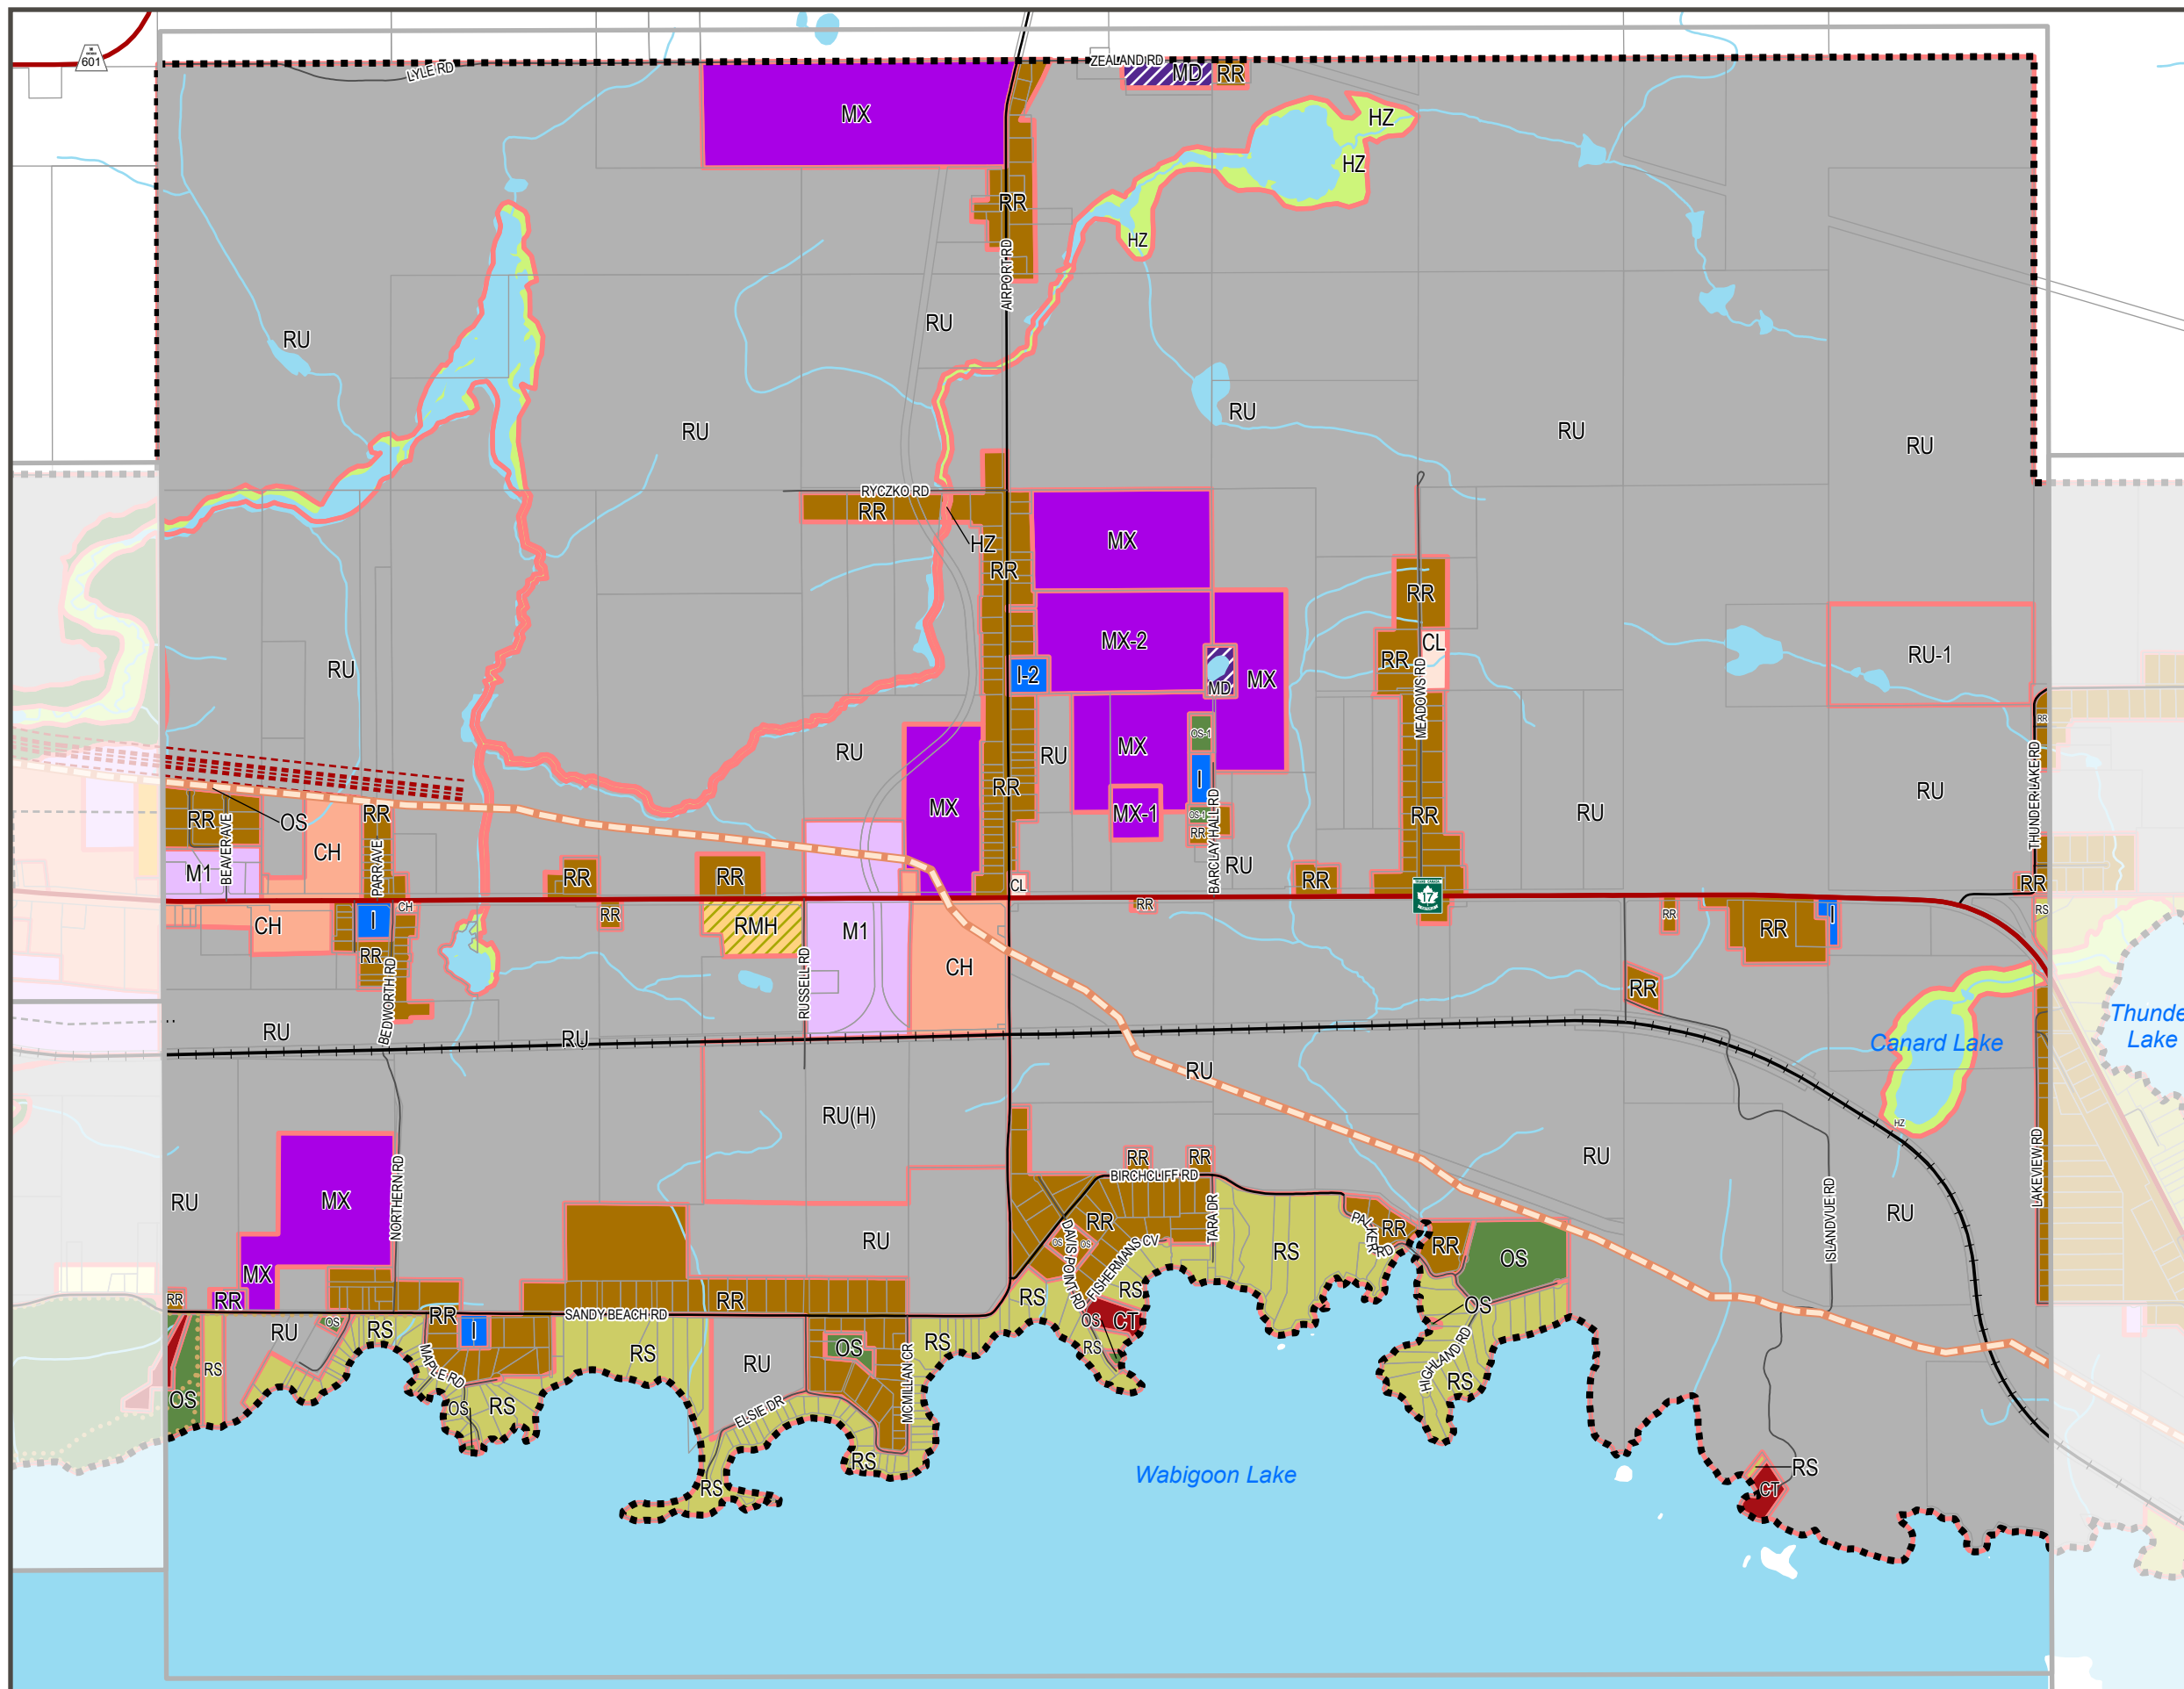 601
LYLE RD
ZEALAND RD
MD
RR
MX
HZ
HZ
RR
HZ
AIRPORT RD
RU
RU
RU
RU
RU
RU
RYCZKO RD
RR
HZ
RR
MX
RR
MX-2
CL
RU
RU-1
I-2
RR
MD
MX
MEADOWS RD
RR
OS-1
MX
RU
RU
THUNDER LAKE RD
I
RR
RU
MX
MX-1
OS-1
RR
RU
RR
RR
BEAVER AVE
OS
PARR AVE
CH
M1
RR
BARCLAY HALL RD
RU
RR
RR
RR
CL
17
RR
CH
I
CH
RR
RMH
M1
RR
RR
RR
I
RS
RR
BEDWORTH RD
RUSSELL RD
CH
RR
RU
RU
Canard Lake
Thunde
Lake
RU
RU(H)
HZ
NORTHERN RD
RR
RR
BIRCHCLIFF RD
RU
LAKEVIEW RD
ISLANDVUE RD
RU
MX
RU
RR
TARA DR
PALKER RD
RR
RR
OS
RU
OS
OS
DAVIS POINT RD
FISHERMANS CV
RS
MX
RR
RR
RR
SANDY BEACH RD
RR
RS
RS
OS
CT
OS
RU
OS
RS
I
RS
RS
RU
OS
RS
RS
MAPLE RD
HIGHLAND RD
RS
OS
OS
RS
ELSIE DR
MCMILLAN CR
RS
RS
Wabigoon Lake
RS
CT